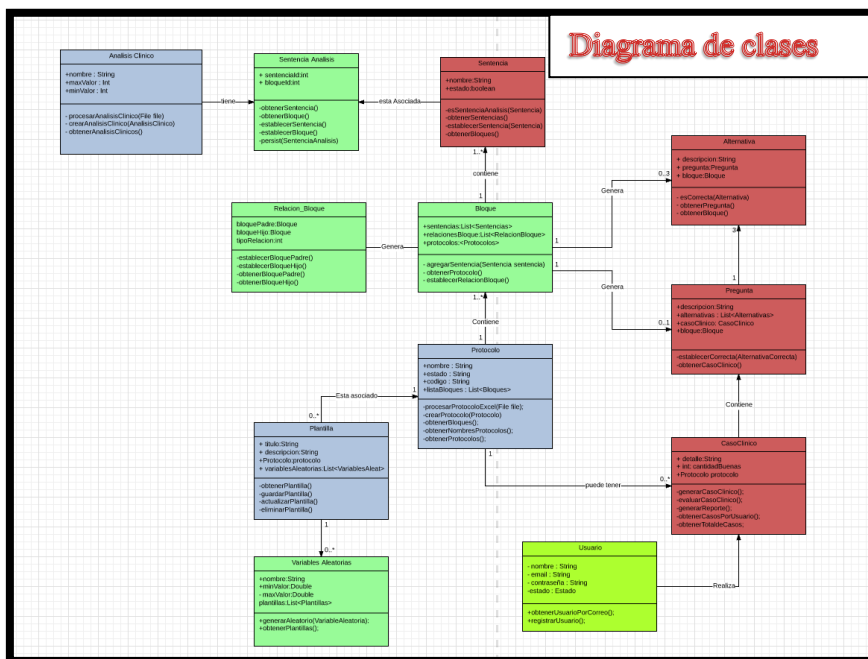 Diagrama de clases
Analisis Clinico
+nombre : String
+maxValor : Int
+minValor : Int
- procesarAnalisisClinico(File file)
- crearAnalisisClinico(AnalisisClinico)
- obtenerAnalisisClinicos()
tiene
Sentencia Analisis
+ sentenciaId:int
+ bloqueId:int
-obtenerSentencia()
-obtenerBloque()
-establecerSentencia()
-establecerBloque()
-persist(SentenciaAnalisis)
esta Asociada
Sentencia
+nombre:String
+estado:boolean
-esSentenciaAnalisis(Sentencia)
-obtenerSentencias()
-establecerSentencia(Sentencia)
-obtenerBloques()
1..*
contiene
1
Alternativa
+ descripcion:String
+ pregunta:Pregunta
+ bloque:Bloque
- esCorrecta(Alternativa)
- obtenerPregunta()
- obtenerBloque()
0..3
Genera
1
3
1
Relacion_Bloque
bloquePadre:Bloque
bloqueHijo:Bloque
tipoRelacion:int
-establecerBloquePadre()
-establecerBloqueHijo()
-obtenerBloquePadre()
-obtenerBloqueHijo()
Genera
Bloque
+sentencias:List<Sentencias>
+relacionesBloque:List<RelacionBloque>
+protocolos:<Protocolos>
- agregarSentencia(Sentencia sentencia)
- obtenerProtocolo()
- establecerRelacionBloque()
1
Genera
0..1
1..*
Contiene
1
Pregunta
+descripcion:String
+alternativas : List<Alternativas>
+casoClinico: CasoClinico
+bloque:Bloque
-establecerCorrecta(AlternativaCorrecta)
-obtenerCasoClinico()
Contiene
Protocolo
+nombre : String
+estado : String
+codigo : String
+listaBloques : List<Bloques>
-procesarProtocoloExcel(File file);
-crearProtocolo(Protocolo)
-obtenerBloques();
-obtenerNombresProtocolos();
-obtenerProtocolos();
1
Esta asociado
0..*
Plantilla
+ titulo:String
+ descripcion:String
+Protocolo:protocolo
+ variablesAleatorias:List<VariablesAleat>
-obtenerPlantilla()
-guardarPlantilla()
-actualizarPlantilla()
-eliminarPlantilla()
1
0..*
1
puede tener
0..*
CasoClinico
+ detalle:String
+ int: cantidadBuenas
+Protocolo protocolo
-generarCasoClinico();
-evaluarCasoClinico();
-generarReporte();
-obtenerCasosPorUsuario();
-obtenerTotaldeCasos;
Variables Aleatorias
+nombre:String
+minValor:Double
- maxValor:Double
plantillas:List<Plantillas>
+generarAleatorio(VariableAleatoria):
+obtenerPlantillas();
Usuario
- nombre : String
- email : String
- contraseña : String
-estado : Estado
+obtenerUsuarioPorCorreo();
+registrarUsuario();
Realiza